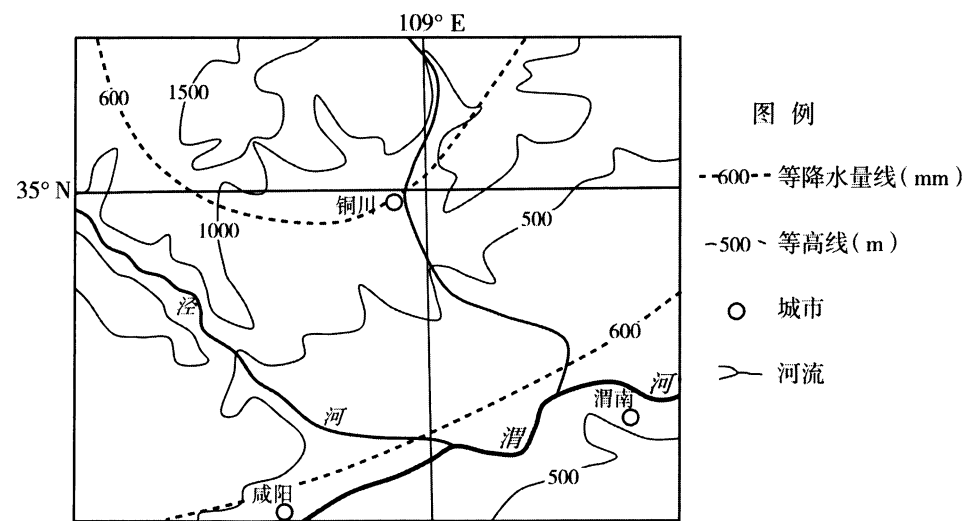 109° E
600
1500
35° N
铜川
1000
500
泾
600
河
渭
河
渭南
500
咸阳
图 例
600 等降水量线(mm)
500 等高线(m)
城市
河流